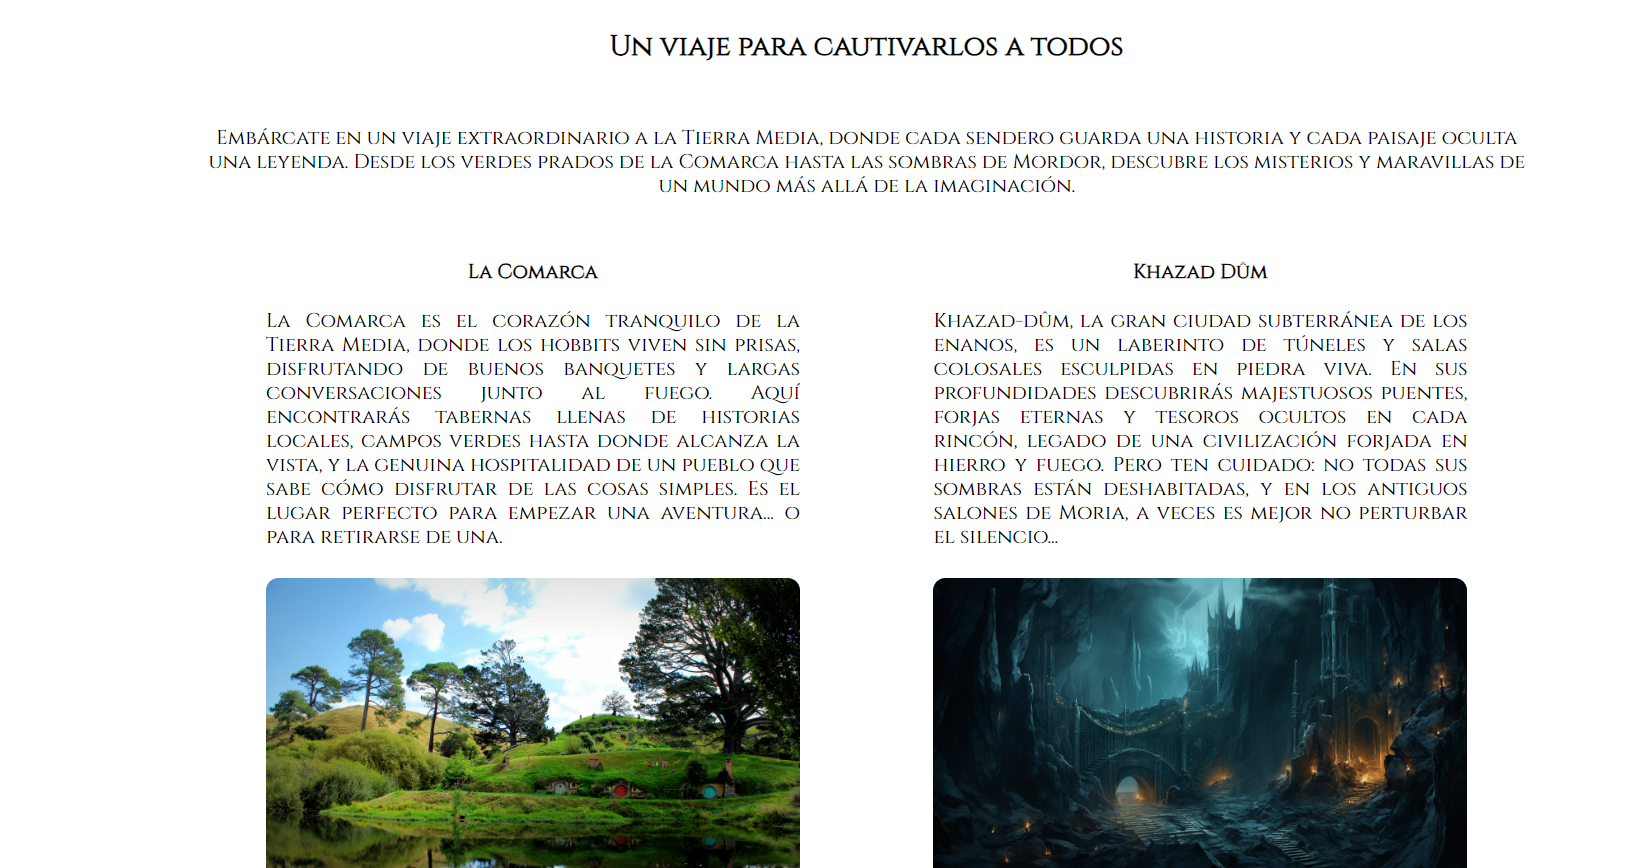 Un viaje para cautivarlos a todos
Embárcate en un viaje extraordinario a la Tierra Media, donde cada sendero guarda una historia y cada paisaje oculta
una leyenda. Desde los verdes prados de la Comarca hasta las sombras de Mordor, descubre los misterios y maravillas de
un mundo más allá de la imaginación.
La Comarca
La Comarca es el corazón tranquilo de la
Tierra Media, donde los hobbits viven sin prisas,
disfrutando de buenos banquetes y largas
conversaciones junto al fuego. Aquí
encontrarás tabernas llenas de historias
locales, campos verdes hasta donde alcanza la
vista, y la genuina hospitalidad de un pueblo que
sabe cómo disfrutar de las cosas simples. Es el
lugar perfecto para empezar una aventura... o
para retirarse de una.
Khazad Dûm
Khazad-dûm, la gran ciudad subterránea de los
enanos, es un laberinto de túneles y salas
colosales esculpidas en piedra viva. En sus
profundidades descubrirás majestuosos puentes,
forjas eternas y tesoros ocultos en cada
rincón, legado de una civilización forjada en
hierro y fuego. Pero ten cuidado: no todas sus
sombras están deshabitadas, y en los antiguos
salones de Moria, a veces es mejor no perturbar
el silencio...